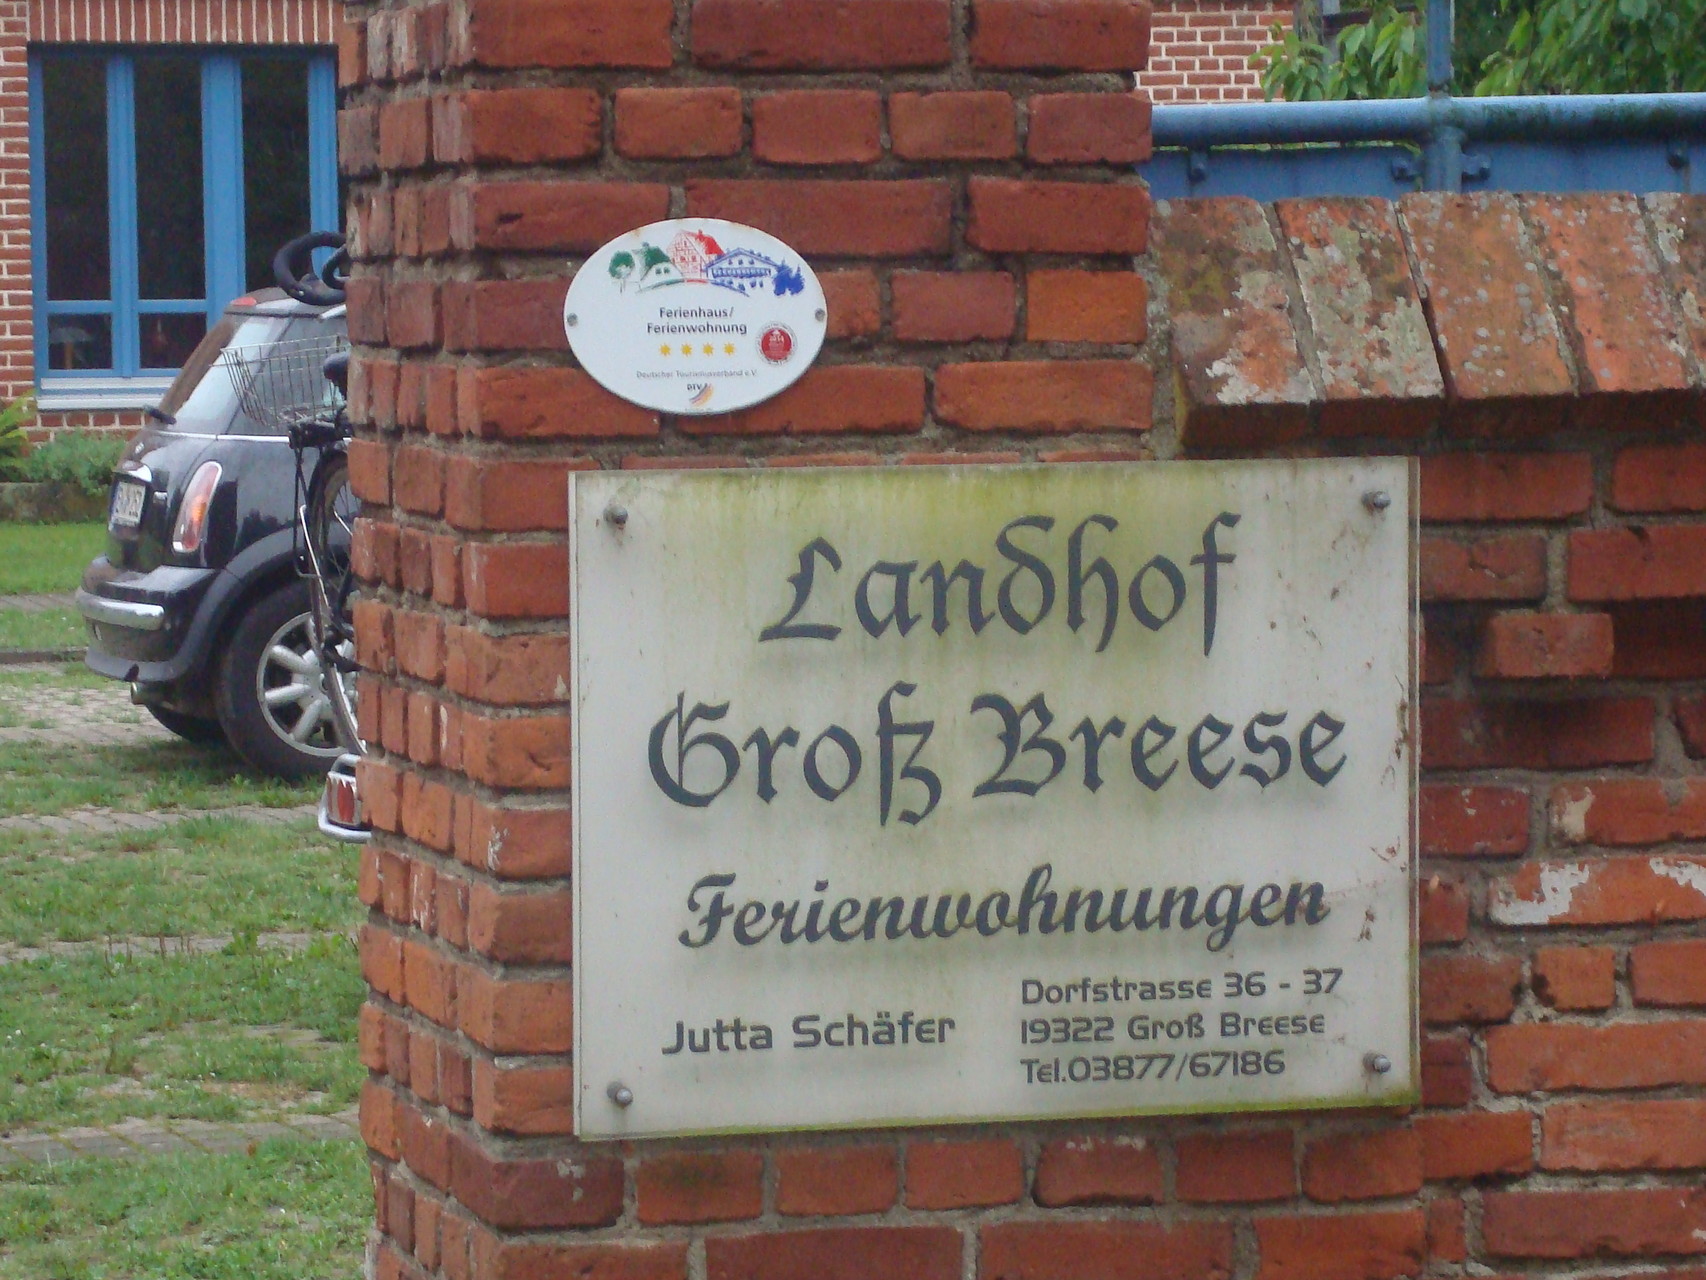 Ferienhaus/
Ferienwohnung
Deutscher Tourismusverband e.V.
DTV
Landhof
Groß Breese
Ferienwohnungen
Jutta Schäfer
Dorfstrasse 36 - 37
19322 Groß Breese
Tel.03877/67186